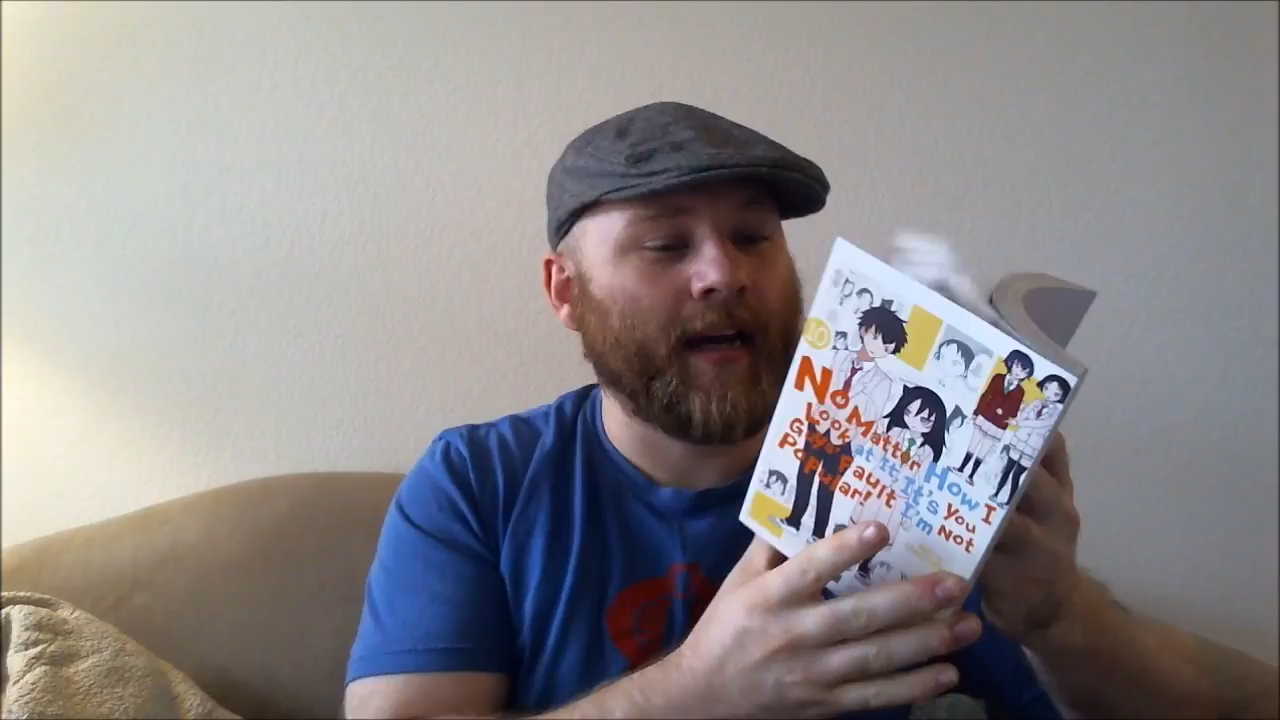 10
No Matter How I
Look at It, It's You
Guys' Fault I'm Not
Popular!